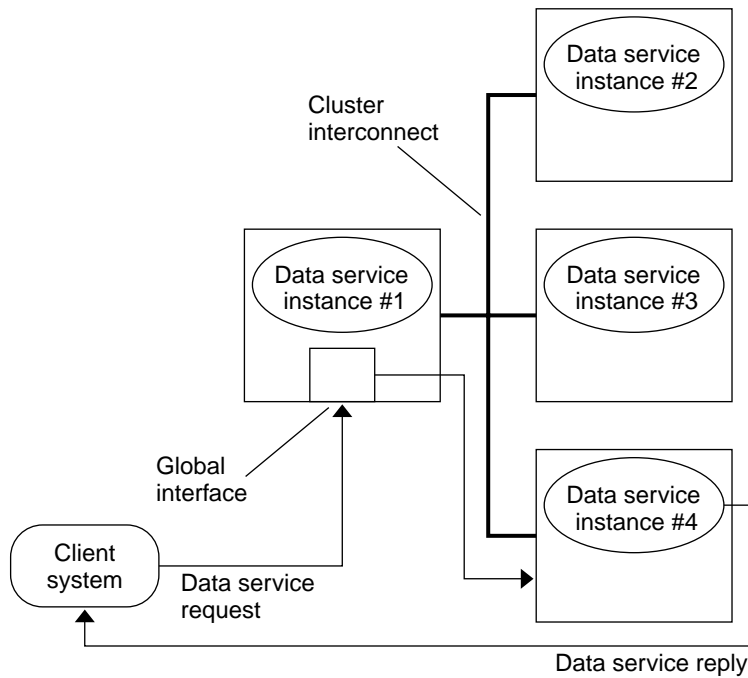 Data service
instance #2
Cluster
interconnect
Data service
instance #1
Data service
instance #3
Global
interface
Data service
instance #4
Client
system
Data service
request
Data service reply